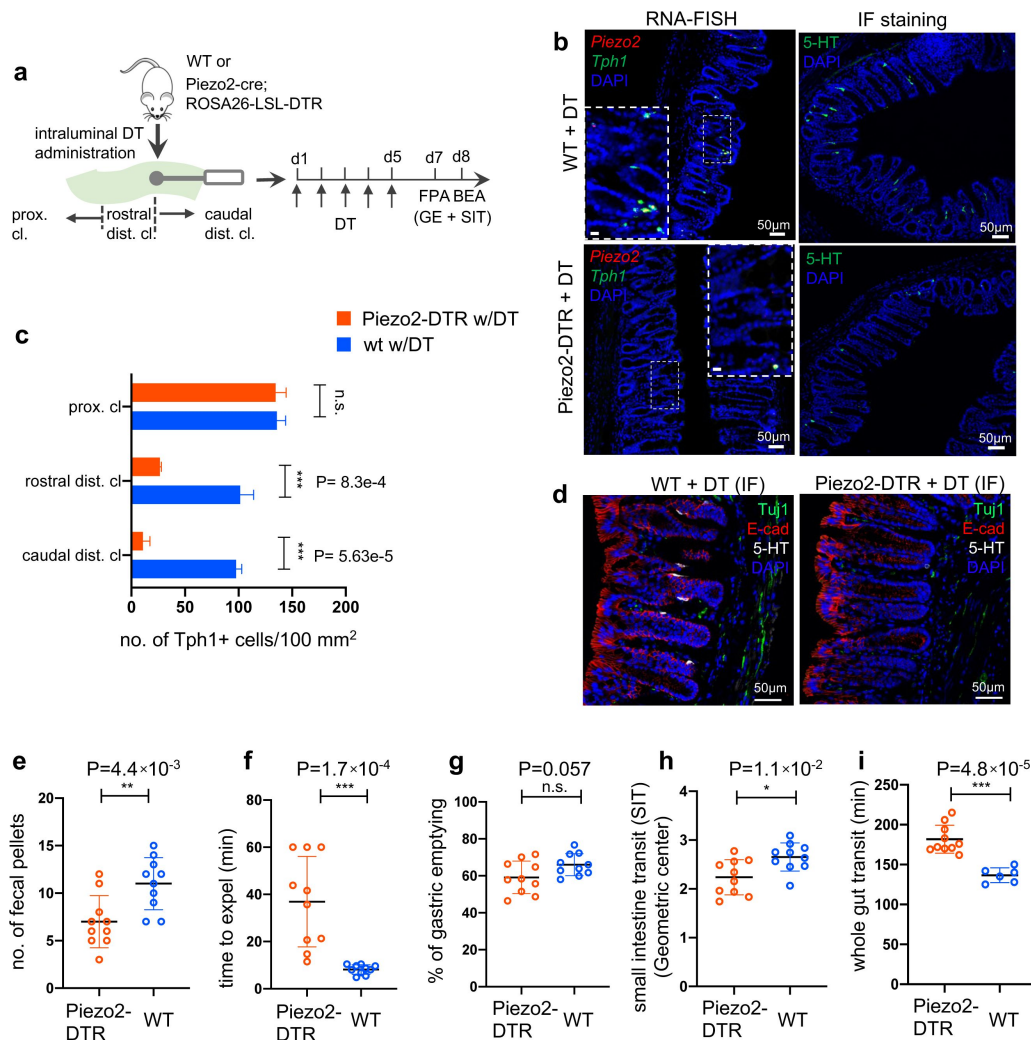 a
WT or
Piezo2-cre;
ROSA26-LSL-DTR
intraluminal DT
administration
prox.
cl.
rostral
dist. cl.
caudal
dist. cl.
d1
d5
d7
d8
DT
FPA BEA
(GE + SIT)
b
RNA-FISH
IF staining
WT + DT
Piezo2
Tph1
DAPI
50μm
5-HT
DAPI
50μm
Piezo2-DTR + DT
Piezo2
Tph1
DAPI
50μm
5-HT
DAPI
50μm
c
Piezo2-DTR w/DT
wt w/DT
prox. cl
n.s.
rostral dist. cl
***
P= 8.3e-4
caudal dist. cl
***
P= 5.63e-5
0 50 100 150 200
no. of Tph1+ cells/100 mm²
d
WT + DT (IF)
Tuj1
E-cad
5-HT
DAPI
50μm
Piezo2-DTR + DT (IF)
Tuj1
E-cad
5-HT
DAPI
50μm
e
P=4.4×10⁻³
**
no. of fecal pellets
20
15
10
5
0
Piezo2-
DTR
WT
f
P=1.7×10⁻⁴
***
time to expel (min)
80
60
40
20
0
Piezo2-
DTR
WT
g
P=0.057
n.s.
% of gastric emptying
100
80
60
40
20
0
Piezo2-
DTR
WT
h
P=1.1×10⁻²
*
small intestine transit (SIT)
(Geometric center)
4
3
2
1
0
Piezo2-
DTR
WT
i
P=4.8×10⁻⁵
***
whole gut transit (min)
250
200
150
100
50
0
Piezo2-
DTR
WT